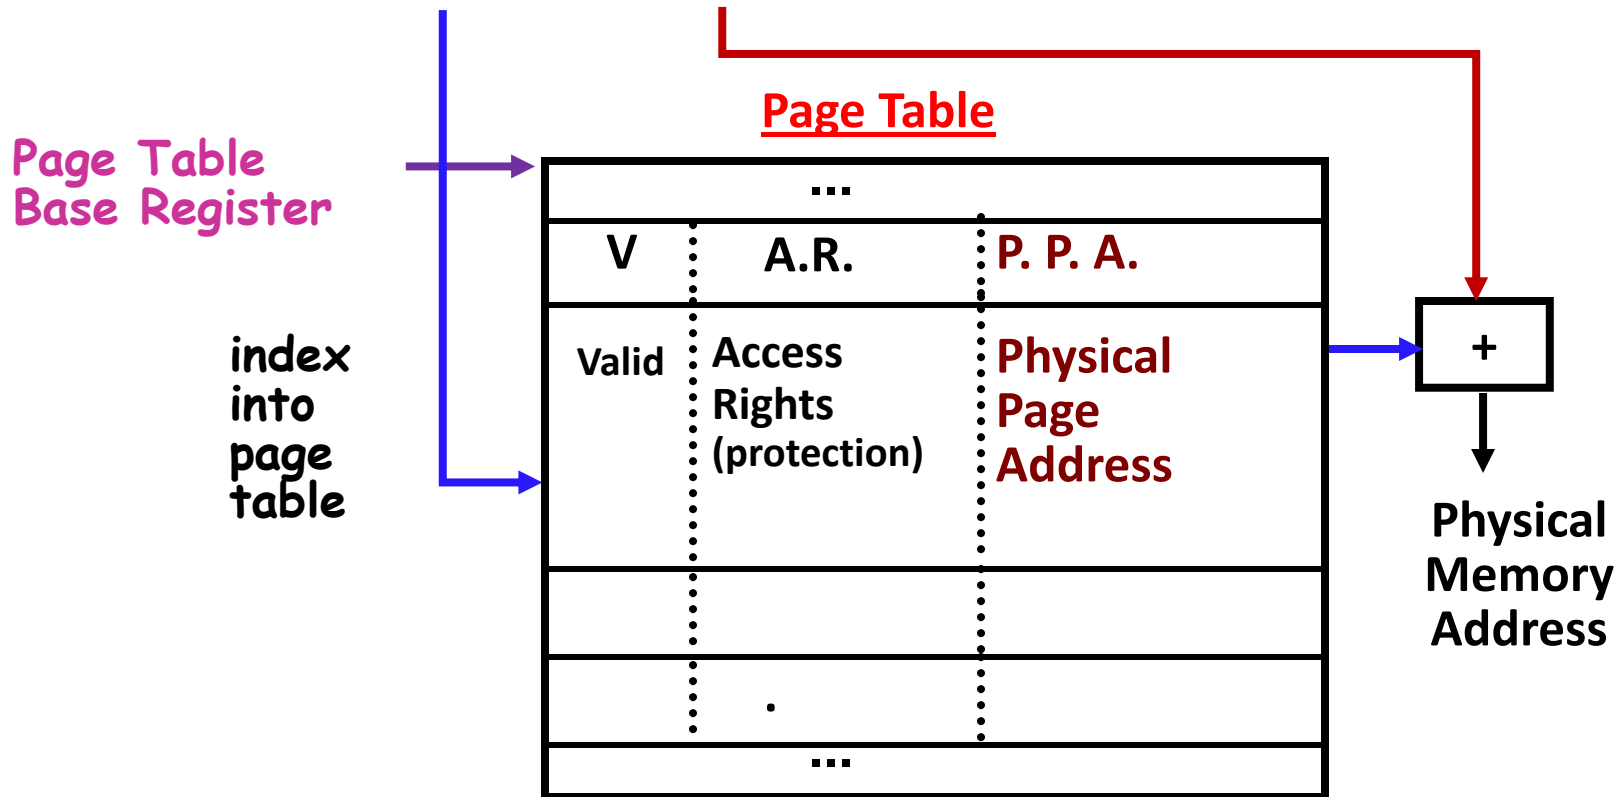 Page Table
Page Table
Base Register
...
V A.R. P. P. A.
index
into
page
table
Valid
Access
Rights
(protection)
Physical
Page
Address
+
Physical
Memory
Address
.
...